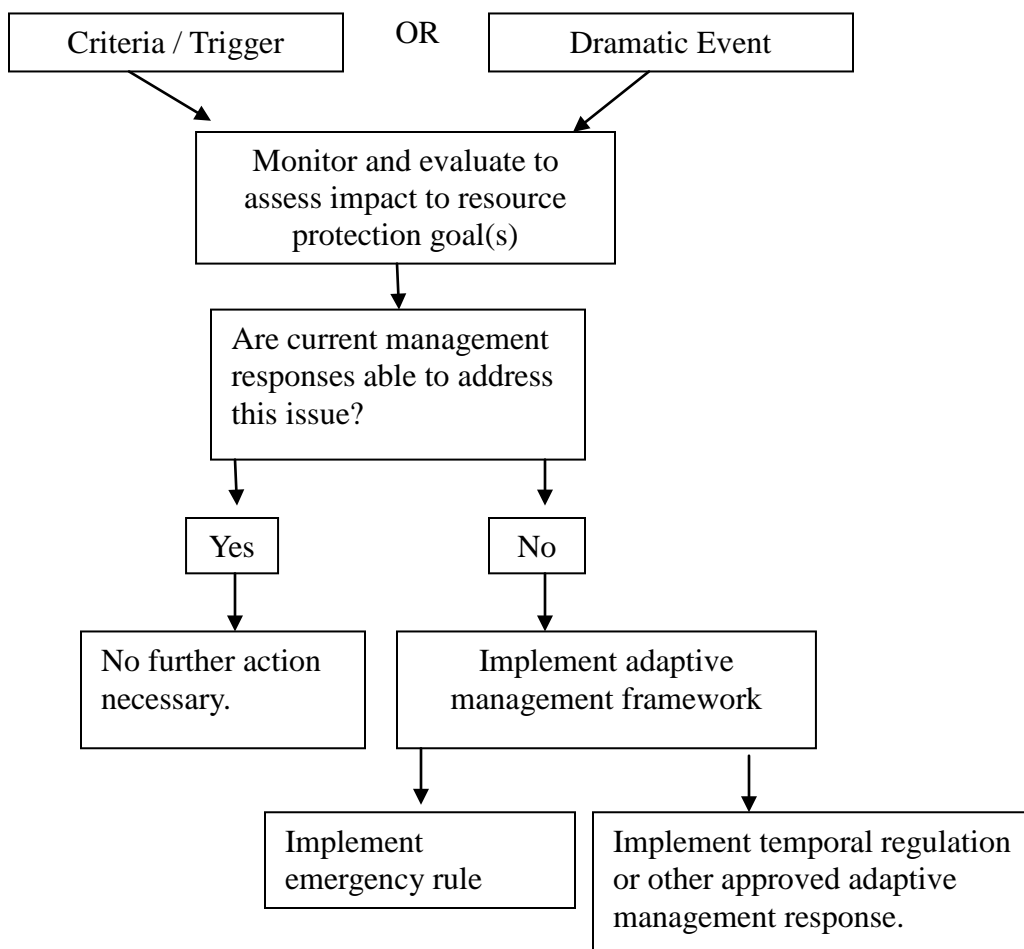 Criteria / Trigger
OR
Dramatic Event
Monitor and evaluate to
assess impact to resource
protection goal(s)
Are current management
responses able to address
this issue?
Yes
No
No further action
necessary.
Implement adaptive
management framework
Implement
emergency rule
Implement temporal regulation
or other approved adaptive
management response.